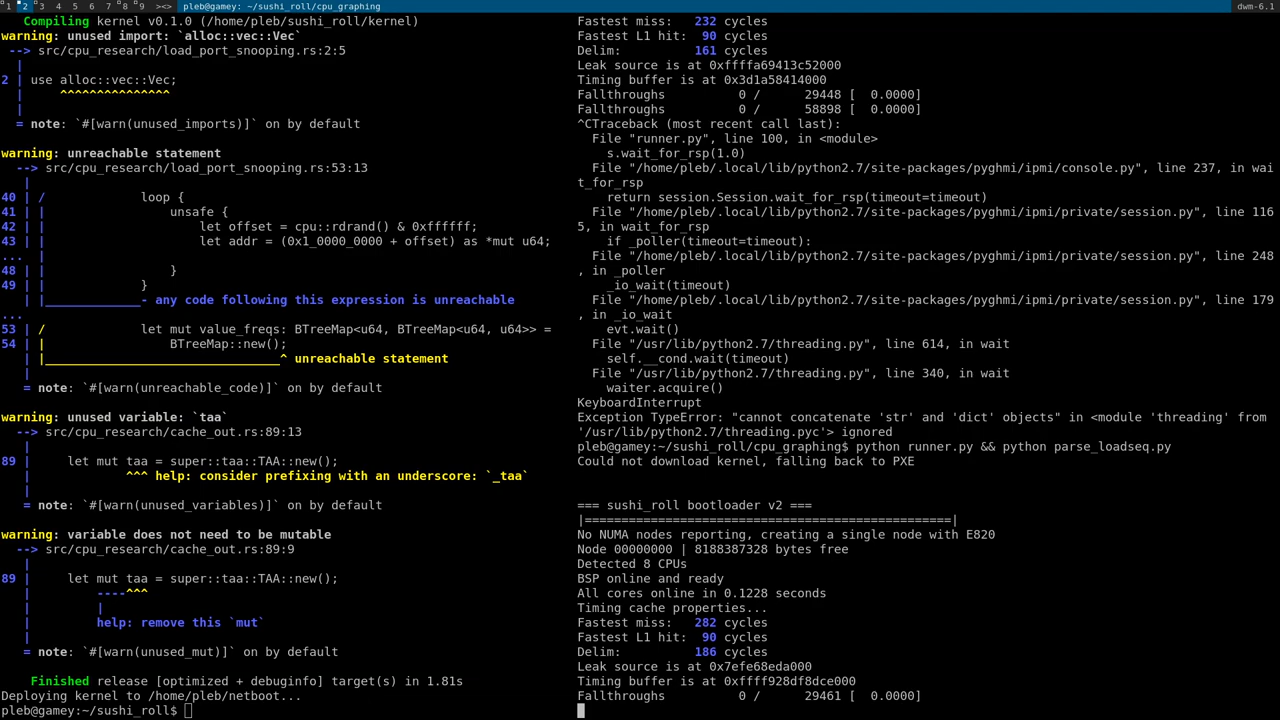 1 2 3 4 5 6 7 8 9 ><> pleb@gamey: ~/sushi_roll/cpu_graphing dwm-6.1
   Compiling kernel v0.1.0 (/home/pleb/sushi_roll/kernel)
warning: unused import: `alloc::vec::Vec`
 --> src/cpu_research/load_port_snooping.rs:2:5
  |
2 | use alloc::vec::Vec;
  |     ^^^^^^^^^^^^^^^
  |
  = note: `#[warn(unused_imports)]` on by default
warning: unreachable statement
  --> src/cpu_research/load_port_snooping.rs:53:13
   |
40 | /             loop {
41 | |                 unsafe {
42 | |                     let offset = cpu::rdrand() & 0xffffff;
43 | |                     let addr = (0x1_0000_0000 + offset) as *mut u64;
...  |
48 | |                 }
49 | |             }
   | |_____________- any code following this expression is unreachable
...
53 | /             let mut value_freqs: BTreeMap<u64, BTreeMap<u64, u64>> =
54 | |                 BTreeMap::new();
   | |________________________________^ unreachable statement
   |
   = note: `#[warn(unreachable_code)]` on by default
warning: unused variable: `taa`
  --> src/cpu_research/cache_out.rs:89:13
   |
89 |     let mut taa = super::taa::TAA::new();
   |             ^^^ help: consider prefixing with an underscore: `_taa`
   |
   = note: `#[warn(unused_variables)]` on by default
warning: variable does not need to be mutable
  --> src/cpu_research/cache_out.rs:89:9
   |
89 |     let mut taa = super::taa::TAA::new();
   |         ----^^^
   |         |
   |         help: remove this `mut`
   |
   = note: `#[warn(unused_mut)]` on by default
    Finished release [optimized + debuginfo] target(s) in 1.81s
Deploying kernel to /home/pleb/netboot...
pleb@gamey:~/sushi_roll$
Fastest miss:   232 cycles
Fastest L1 hit:  90 cycles
Delim:          161 cycles
Leak source is at 0xffffa69413c52000
Timing buffer is at 0x3d1a58414000
Fallthroughs          0 /      29448 [  0.0000]
Fallthroughs          0 /      58898 [  0.0000]
^CTraceback (most recent call last):
  File "runner.py", line 100, in <module>
    s.wait_for_rsp(1.0)
  File "/home/pleb/.local/lib/python2.7/site-packages/pyghmi/ipmi/console.py", line 237, in wai
t_for_rsp
    return session.Session.wait_for_rsp(timeout=timeout)
  File "/home/pleb/.local/lib/python2.7/site-packages/pyghmi/ipmi/private/session.py", line 116
5, in wait_for_rsp
    if _poller(timeout=timeout):
  File "/home/pleb/.local/lib/python2.7/site-packages/pyghmi/ipmi/private/session.py", line 248
, in _poller
    _io_wait(timeout)
  File "/home/pleb/.local/lib/python2.7/site-packages/pyghmi/ipmi/private/session.py", line 179
, in _io_wait
    evt.wait()
  File "/usr/lib/python2.7/threading.py", line 614, in wait
    self.__cond.wait(timeout)
  File "/usr/lib/python2.7/threading.py", line 340, in wait
    waiter.acquire()
KeyboardInterrupt
Exception TypeError: "cannot concatenate 'str' and 'dict' objects" in <module 'threading' from
'/usr/lib/python2.7/threading.pyc'> ignored
pleb@gamey:~/sushi_roll/cpu_graphing$ python runner.py && python parse_loadseq.py
Could not download kernel, falling back to PXE
=== sushi_roll bootloader v2 ===
|==================================================|
No NUMA nodes reporting, creating a single node with E820
Node 00000000 | 8188387328 bytes free
Detected 8 CPUs
BSP online and ready
All cores online in 0.1228 seconds
Timing cache properties...
Fastest miss:   282 cycles
Fastest L1 hit:  90 cycles
Delim:          186 cycles
Leak source is at 0x7efe68eda000
Timing buffer is at 0xffff928df8dce000
Fallthroughs          0 /      29461 [  0.0000]